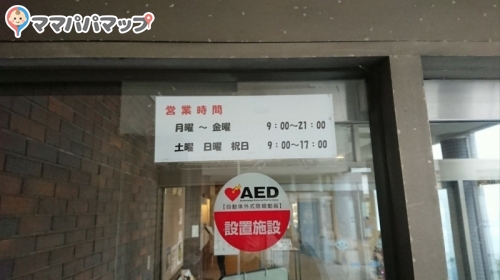 ママパパマップ
営業時間
月曜 ～ 金曜 9：00～21：00
土曜 日曜 祝日 9：00～17：00
AED
【自動体外式除細動器】
設置施設